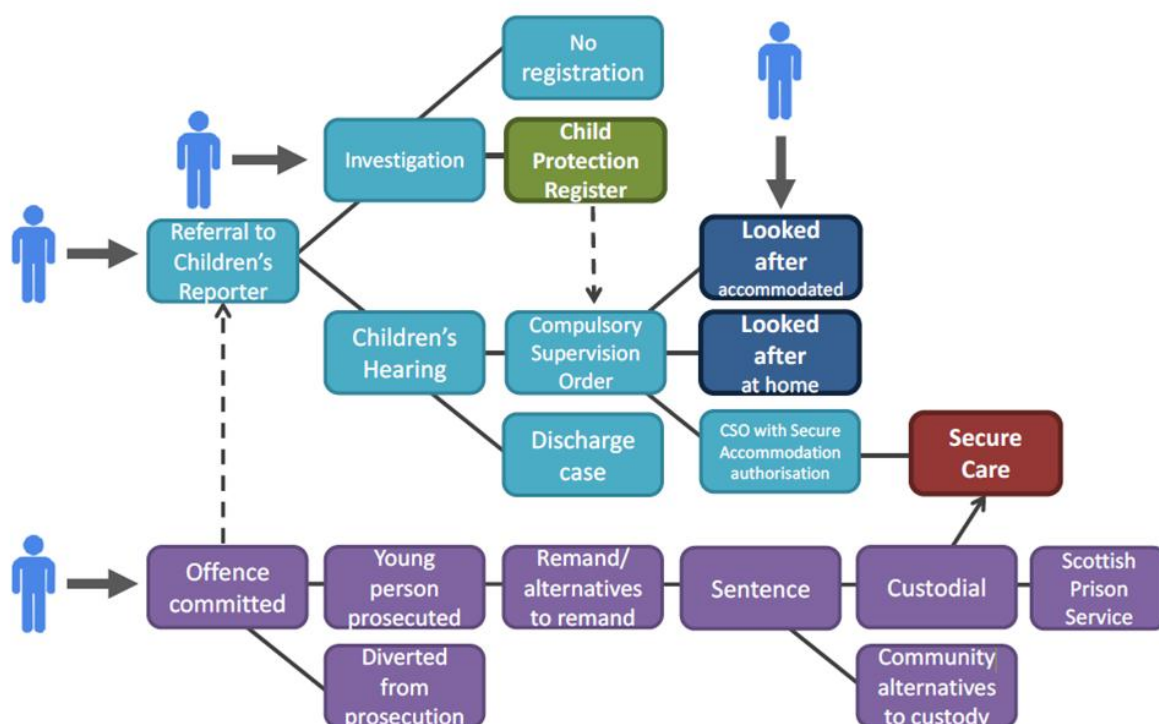 No
registration
Investigation
Child
Protection
Register
Referral to
Children's
Reporter
Looked
after
accommodated
Children's
Hearing
Compulsory
Supervision
Order
Looked
after
at home
Discharge
case
CSO with Secure
Accommodation
authorisation
Secure
Care
Offence
committed
Young
person
prosecuted
Remand/
alternatives
to remand
Sentence
Custodial
Scottish
Prison
Service
Diverted
from
prosecution
Community
alternatives
to custody